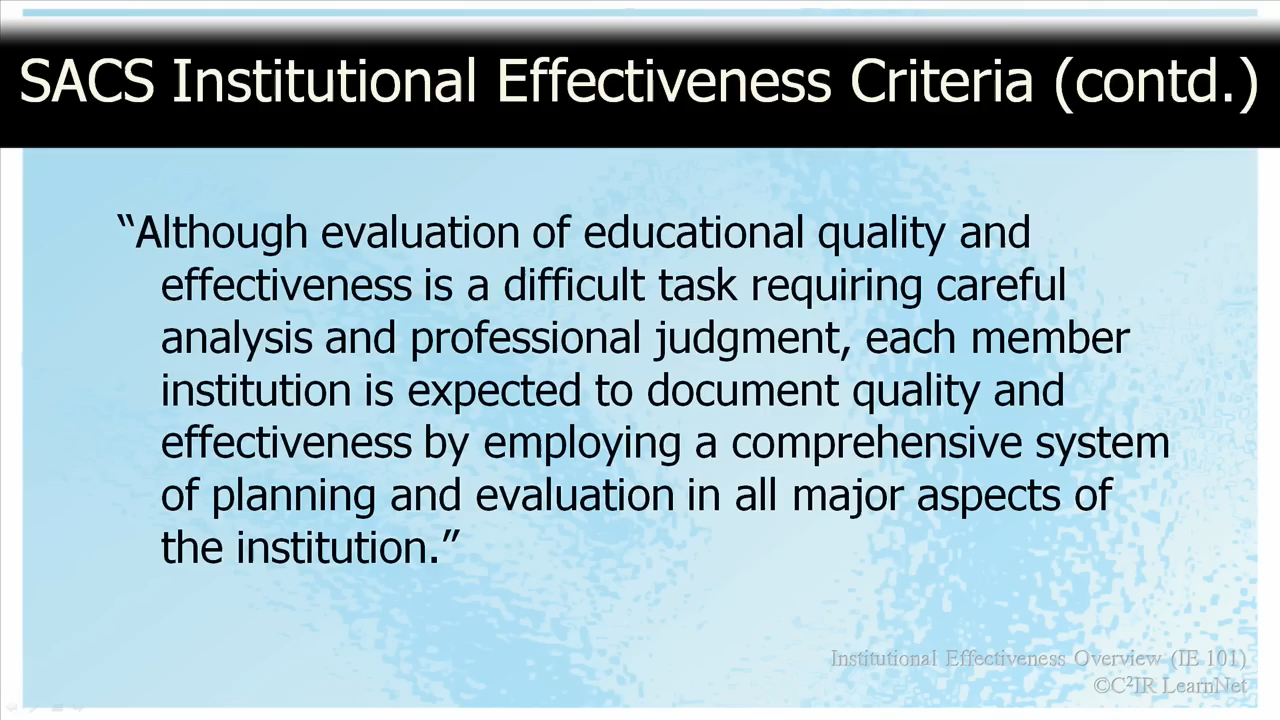 SACS Institutional Effectiveness Criteria (contd.)
“Although evaluation of educational quality and
effectiveness is a difficult task requiring careful
analysis and professional judgment, each member
institution is expected to document quality and
effectiveness by employing a comprehensive system
of planning and evaluation in all major aspects of
the institution.”
Institutional Effectiveness Overview (IE 101)
©C²IR LearnNet